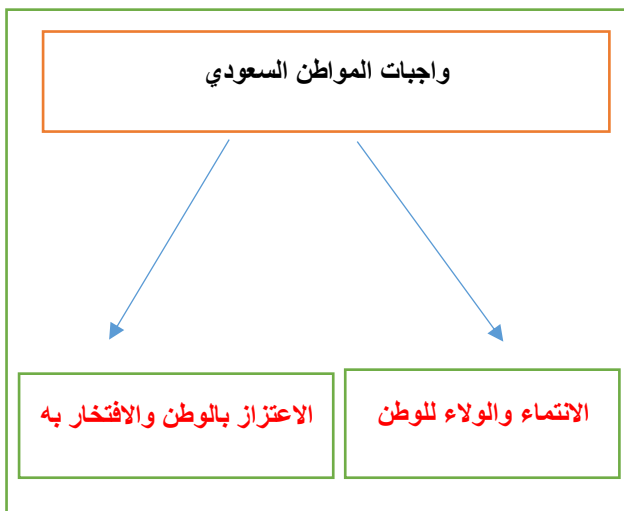 واجبات المواطن السعودي
الانتماء والولاء للوطن
الاعتزاز بالوطن والافتخار به